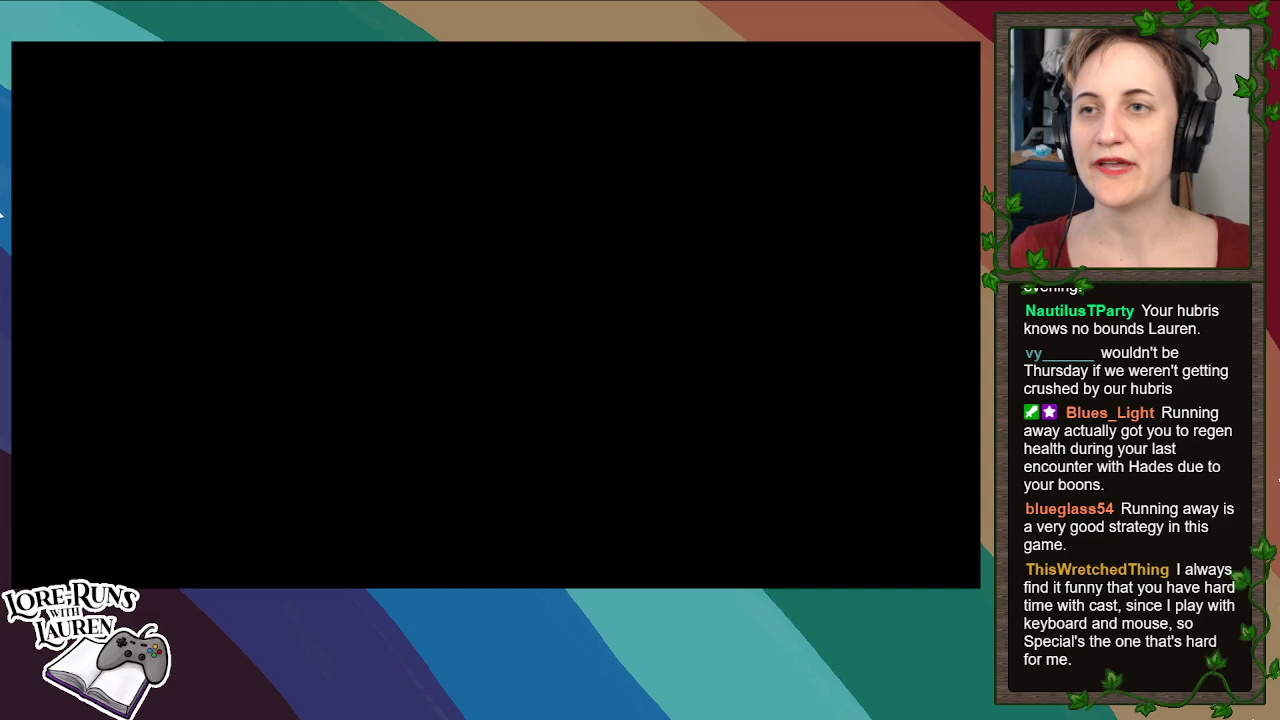 evening!
NautilusTParty Your hubris
knows no bounds Lauren.
vy______ wouldn't be
Thursday if we weren't getting
crushed by our hubris
Blues_Light Running
away actually got you to regen
health during your last
encounter with Hades due to
your boons.
blueglass54 Running away is
a very good strategy in this
game.
ThisWretchedThing I always
find it funny that you have hard
time with cast, since I play with
keyboard and mouse, so
Special's the one that's hard
for me.
LORE-RUNS
WITH
LAUREN